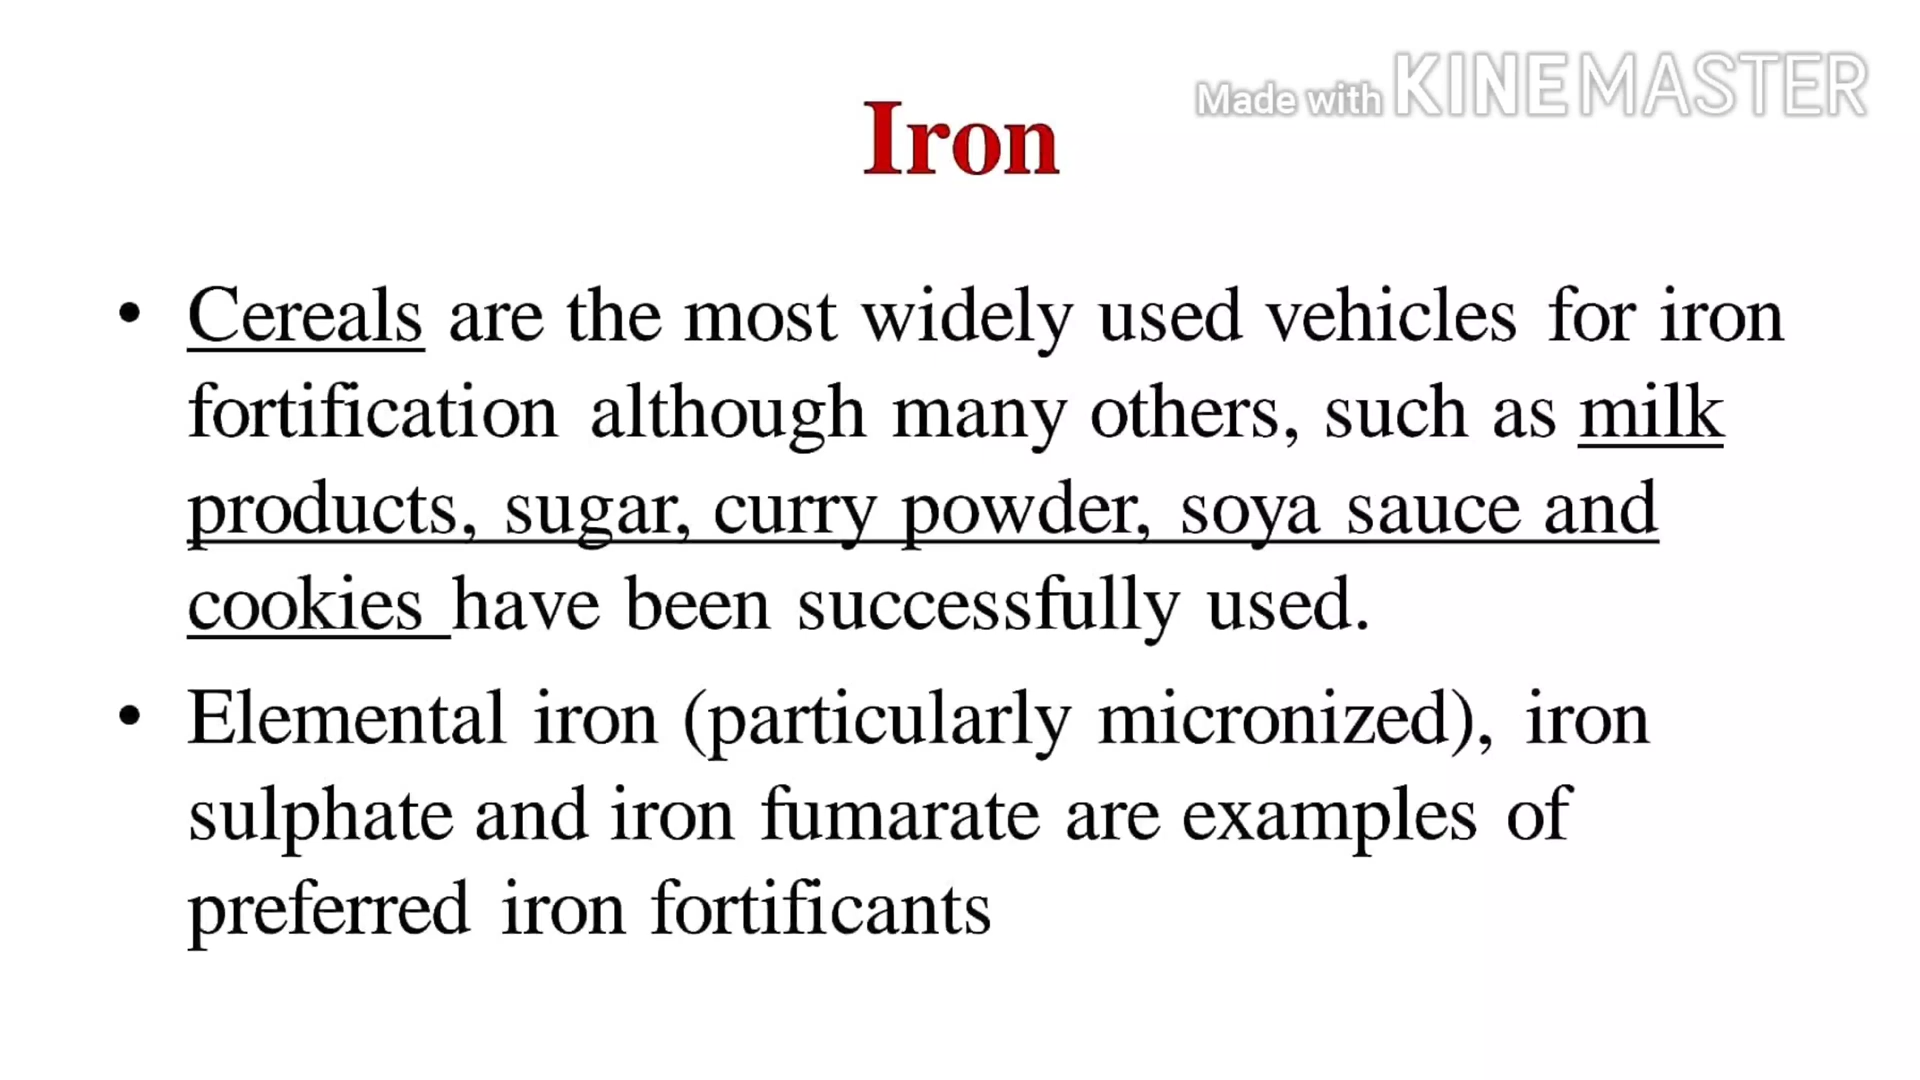 Made with KINEMASTER
Iron
• Cereals are the most widely used vehicles for iron
fortification although many others, such as milk
products, sugar, curry powder, soya sauce and
cookies have been successfully used.
• Elemental iron (particularly micronized), iron
sulphate and iron fumarate are examples of
preferred iron fortificants